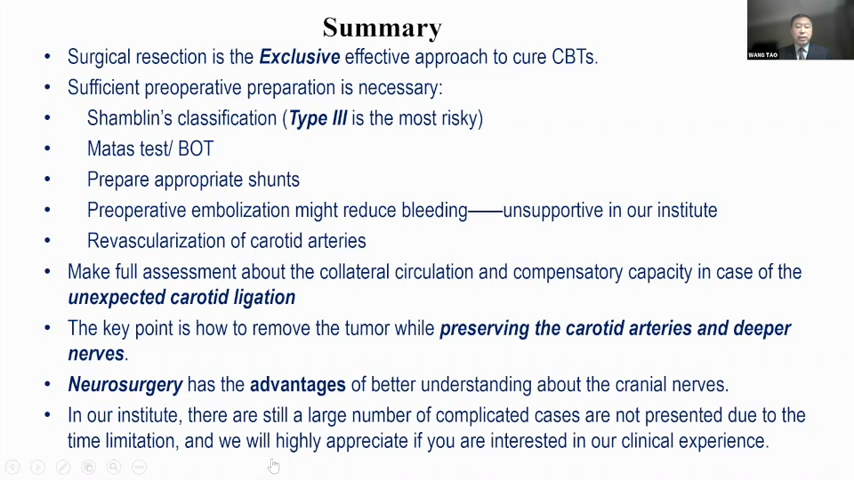 Summary
WANG TAO
• Surgical resection is the Exclusive effective approach to cure CBTs.
• Sufficient preoperative preparation is necessary:
• Shamblin's classification (Type III is the most risky)
• Matas test/ BOT
• Prepare appropriate shunts
• Preoperative embolization might reduce bleeding——unsupportive in our institute
• Revascularization of carotid arteries
• Make full assessment about the collateral circulation and compensatory capacity in case of the
unexpected carotid ligation
• The key point is how to remove the tumor while preserving the carotid arteries and deeper
nerves.
• Neurosurgery has the advantages of better understanding about the cranial nerves.
• In our institute, there are still a large number of complicated cases are not presented due to the
time limitation, and we will highly appreciate if you are interested in our clinical experience.